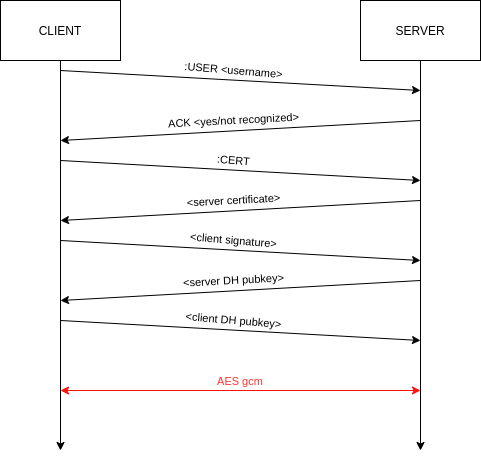 CLIENT
SERVER
:USER <username>
ACK <yes/not recognized>
:CERT
<server certificate>
<client signature>
<server DH pubkey>
<client DH pubkey>
AES gcm